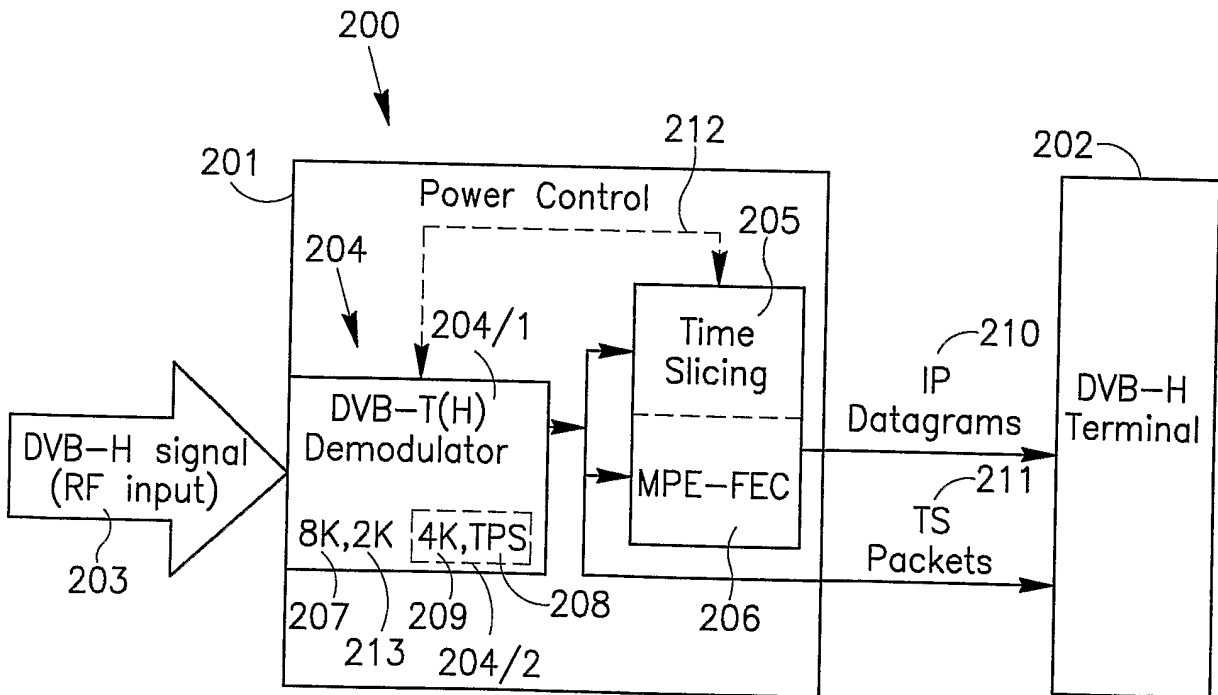 200
212
201
202
Power Control
205
204
204/1
210
Time
Slicing
IP
Datagrams
DVB-H
Terminal
DVB-T(H)
Demodulator
DVB-H signal
(RF input)
MPE-FEC
211
TS
Packets
8K,2K
4K,TPS
203
207
213
209
208
204/2
206